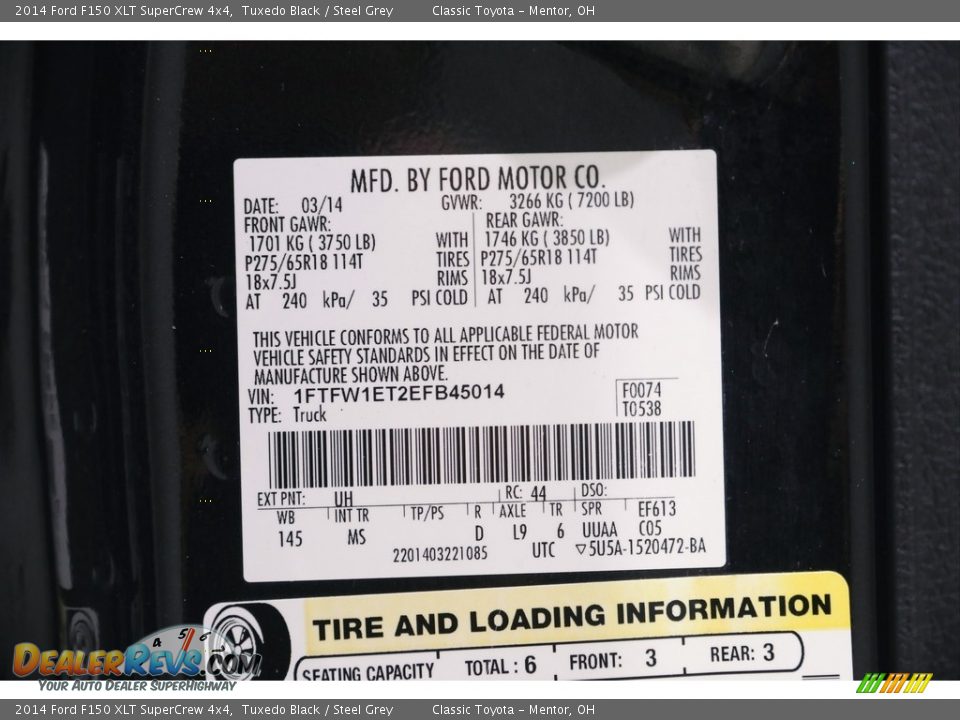 2014 Ford F150 XLT SuperCrew 4x4, Tuxedo Black / Steel Grey Classic Toyota – Mentor, OH
MFD. BY FORD MOTOR CO.
DATE: 03/14 GVWR: 3266 KG ( 7200 LB)
FRONT GAWR: REAR GAWR:
1701 KG ( 3750 LB) WITH 1746 KG ( 3850 LB) WITH
P275/65R18 114T TIRES P275/65R18 114T TIRES
18x7.5J RIMS 18x7.5J RIMS
AT 240 kPa/ 35 PSI COLD AT 240 kPa/ 35 PSI COLD
THIS VEHICLE CONFORMS TO ALL APPLICABLE FEDERAL MOTOR
VEHICLE SAFETY STANDARDS IN EFFECT ON THE DATE OF
MANUFACTURE SHOWN ABOVE.
VIN: 1FTFW1ET2EFB45014 F0074
TYPE: Truck T0538
EXT PNT: UH RC: 44 DSO:
WB INT TR TP/PS R AXLE TR SPR EF613
145 MS D L9 6 UUAA C05
2201403221085 UTC ▽5U5A-1520472-BA
TIRE AND LOADING INFORMATION
SEATING CAPACITY TOTAL : 6 FRONT: 3 REAR: 3
4 5 6
DEALERREVS.COM
YOUR AUTO DEALER SUPERHIGHWAY
2014 Ford F150 XLT SuperCrew 4x4, Tuxedo Black / Steel Grey Classic Toyota – Mentor, OH